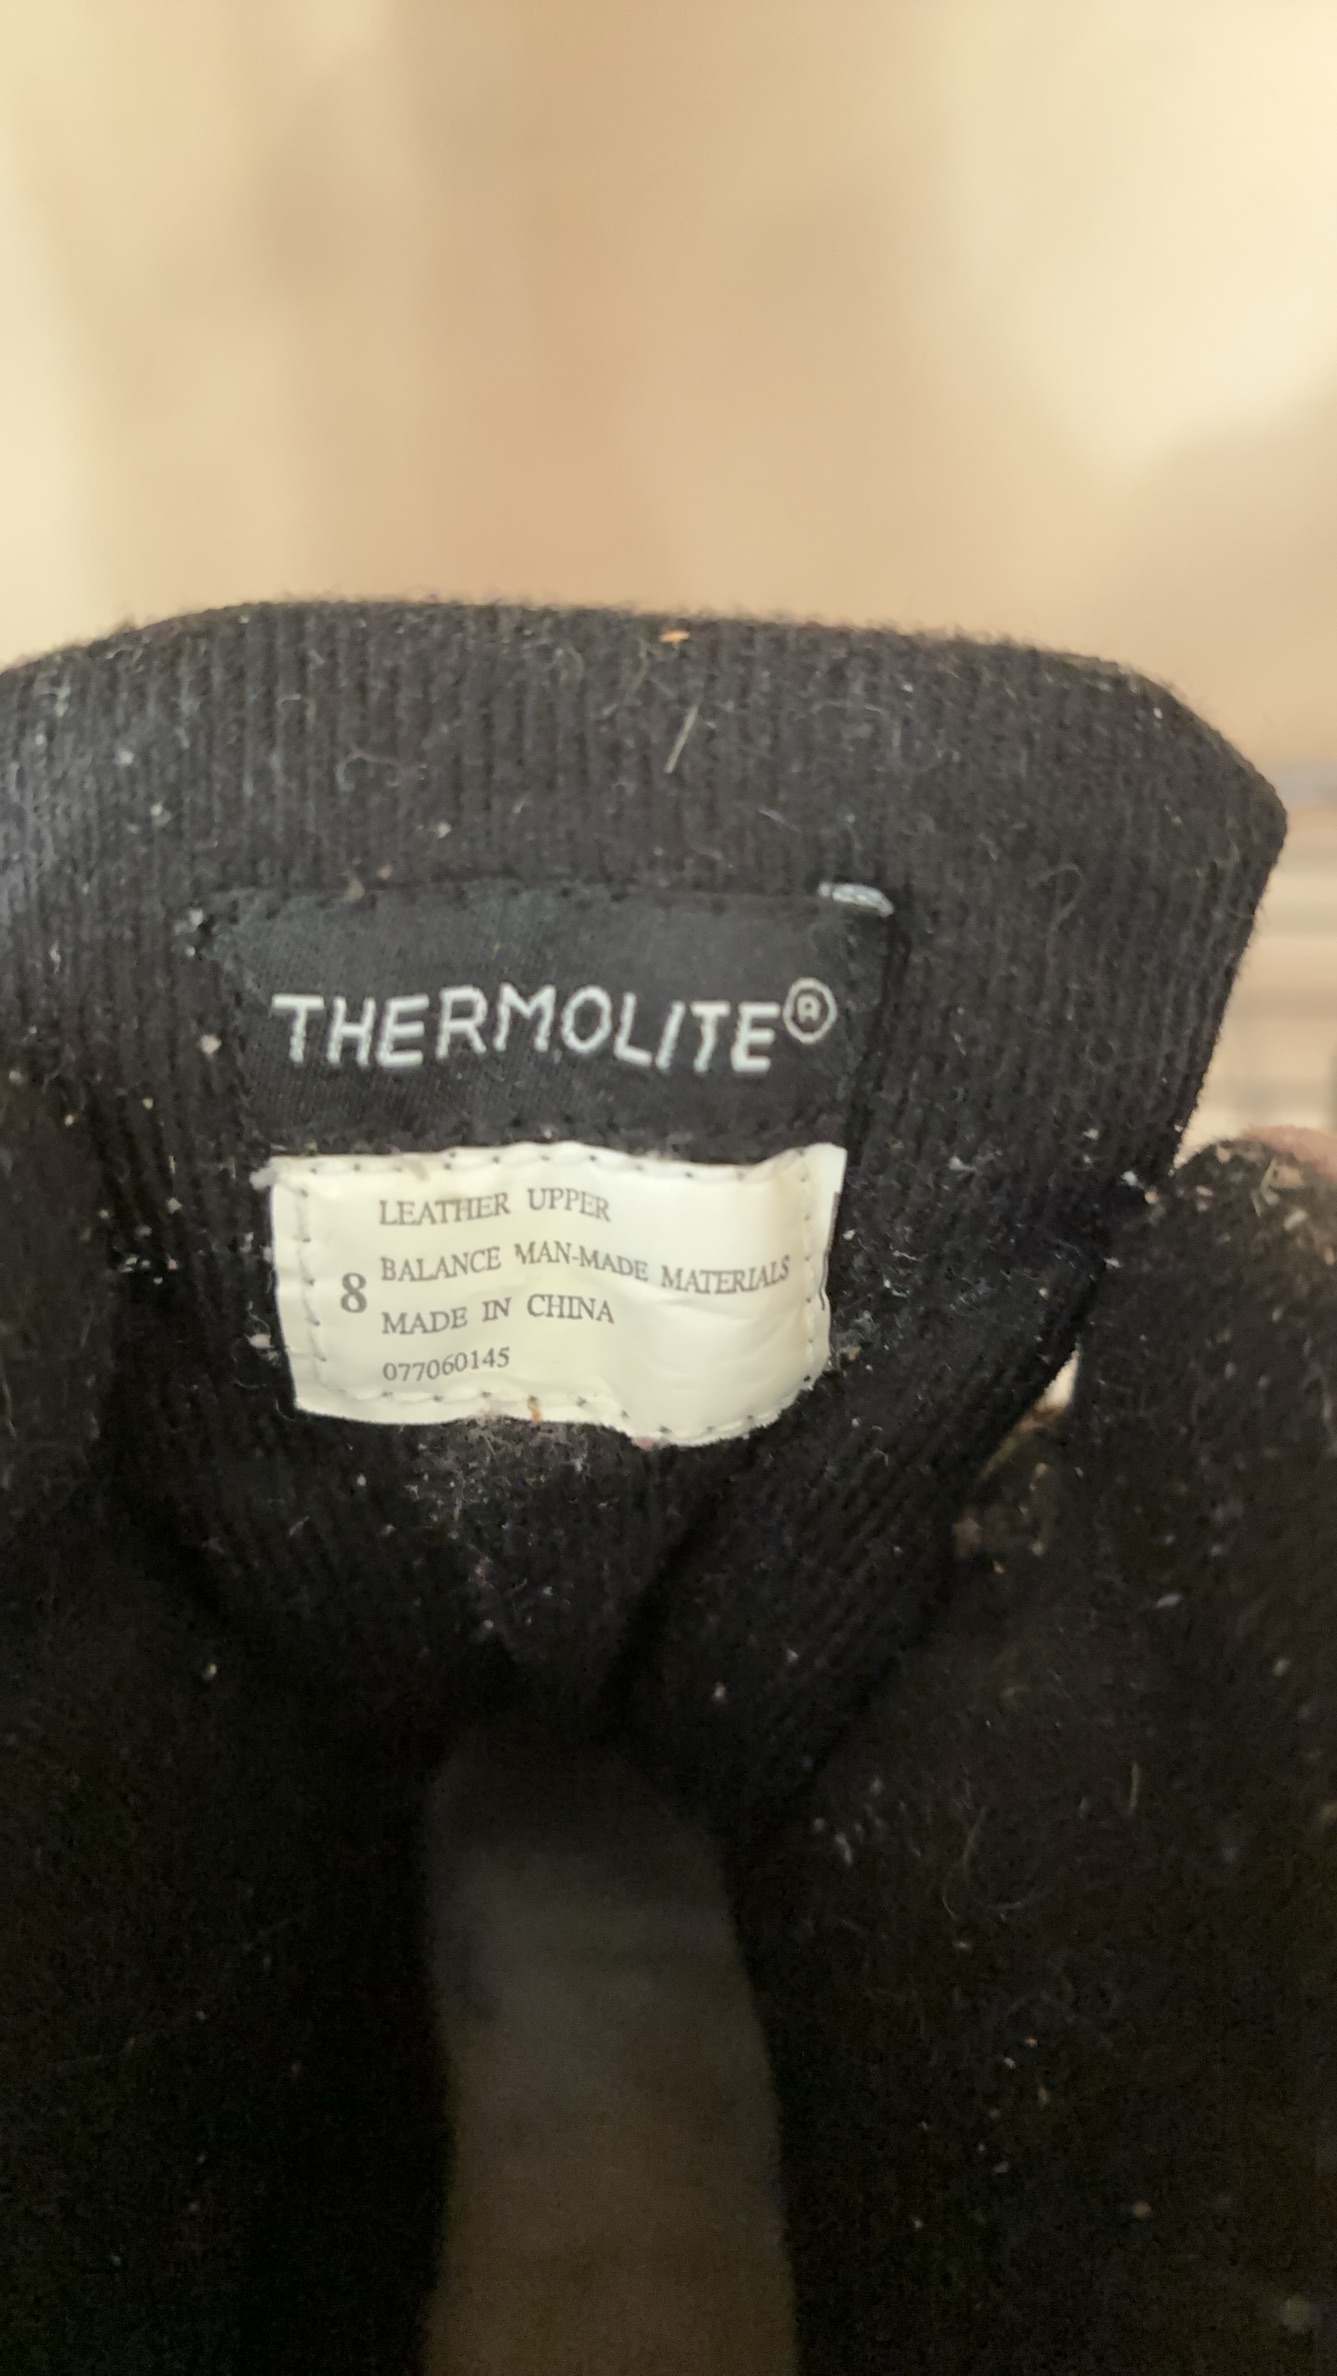 THERMOLITE®
LEATHER UPPER
8 BALANCE MAN-MADE MATERIALS
MADE IN CHINA
077060145